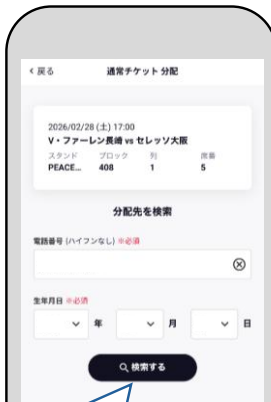 < 戻る 通常チケット 分配
2026/02/28 (土) 17:00
V・ファーレン長崎 vs セレッソ大阪
スタンド ブロック 列 席番
PEACE... 408 1 5
分配先を検索
電話番号 (ハイフンなし) ※必須
生年月日 ※必須
年 月 日
検索する